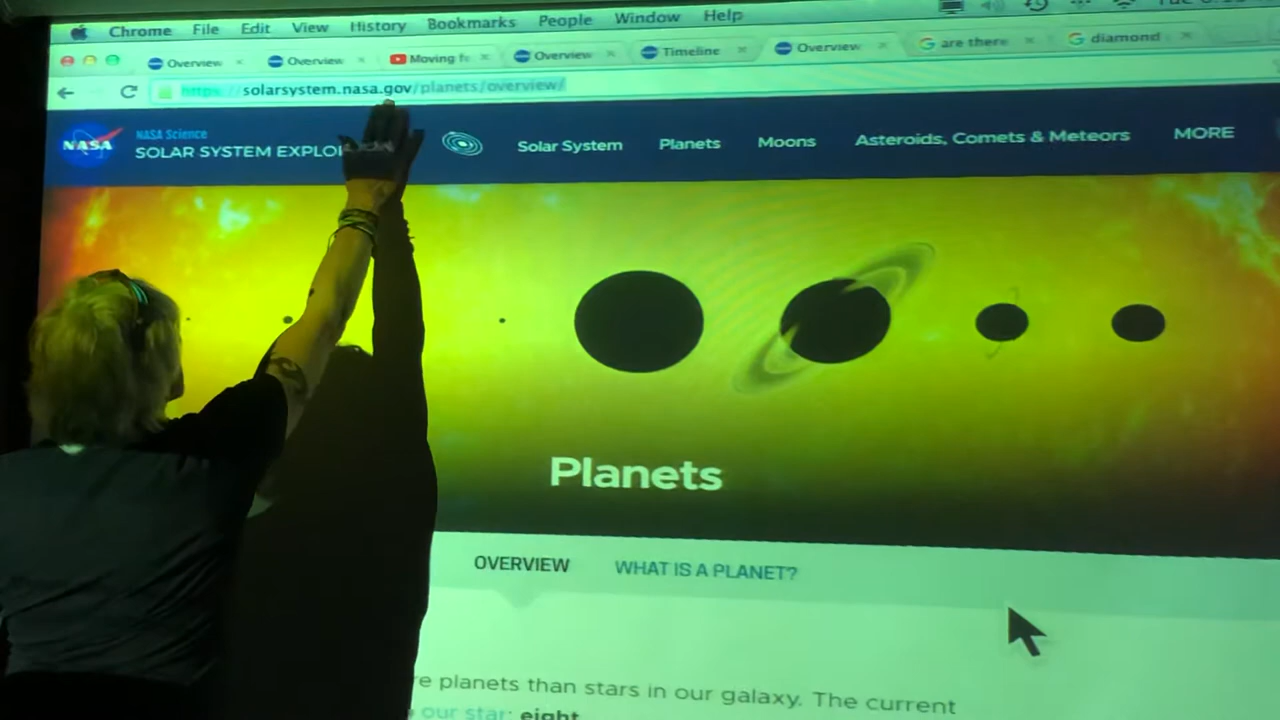 Chrome File Edit View History Bookmarks People Window Help
Overview Overview Moving Overview Timeline Overview are there diamond
https://solarsystem.nasa.gov/planets/overview/
NASA
NASA Science
SOLAR SYSTEM
Solar System Planets Moons Asteroids, Comets & Meteors MORE
Planets
OVERVIEW WHAT IS A PLANET?
planets than stars in our galaxy. The current
our star: eight